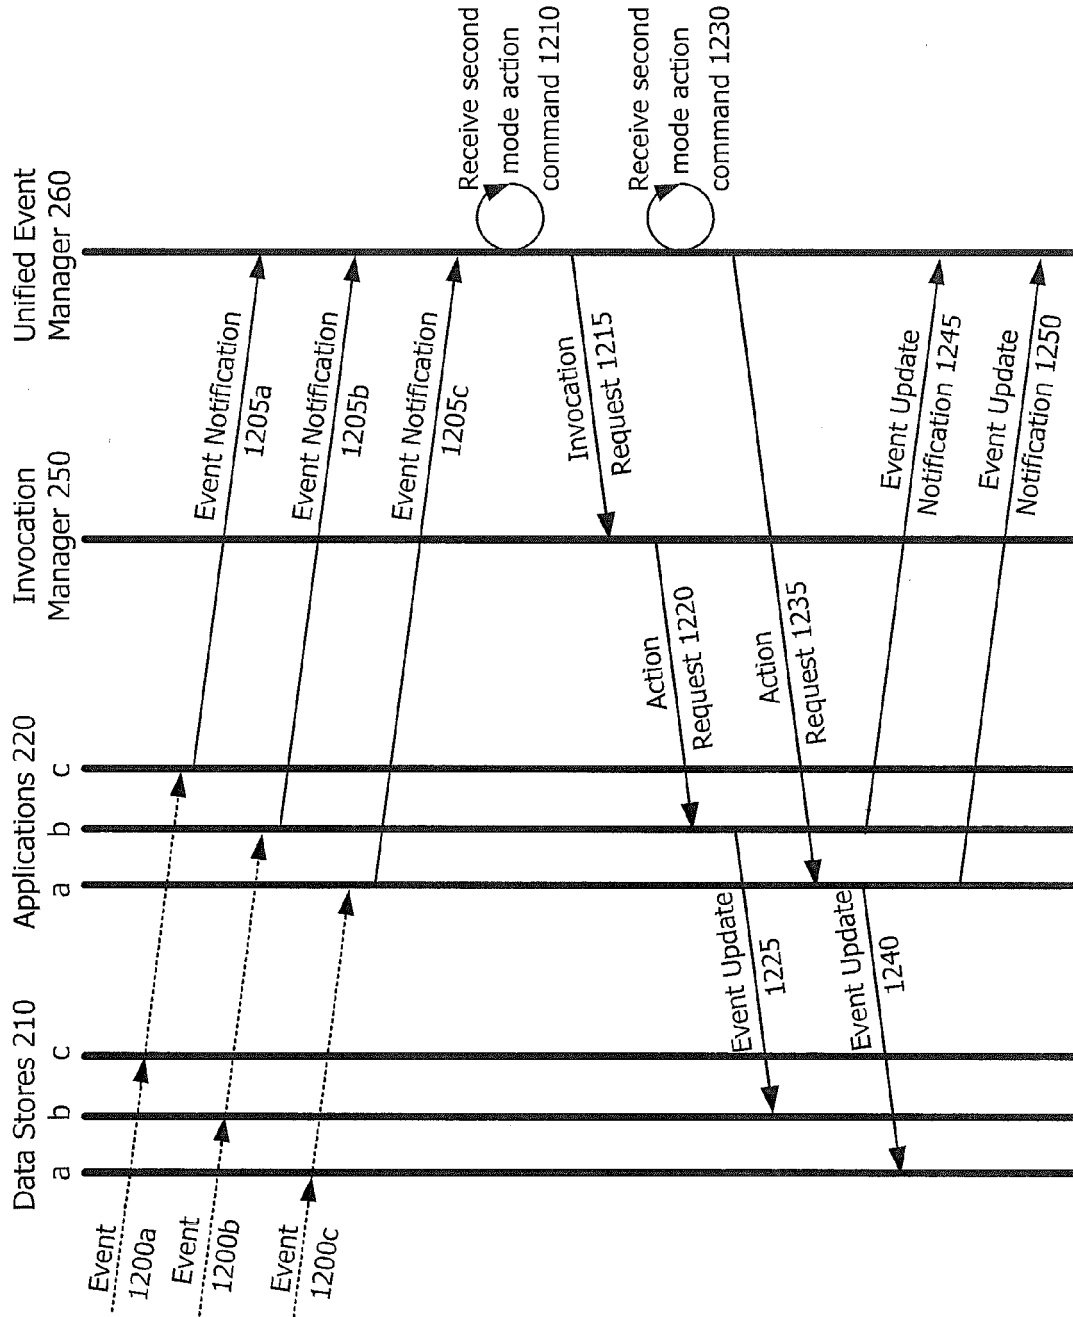 Data Stores 210
a
b
c
Applications 220
a
b
c
Invocation
Manager 250
Unified Event
Manager 260
Event
1200a
Event
1200b
Event
1200c
Event Notification
1205a
Event Notification
1205b
Event Notification
1205c
Receive second
mode action
command 1210
Invocation
Request 1215
Action
Request 1220
Event Update
1225
Receive second
mode action
command 1230
Action
Request 1235
Event Update
1240
Event Update
Notification 1245
Event Update
Notification 1250